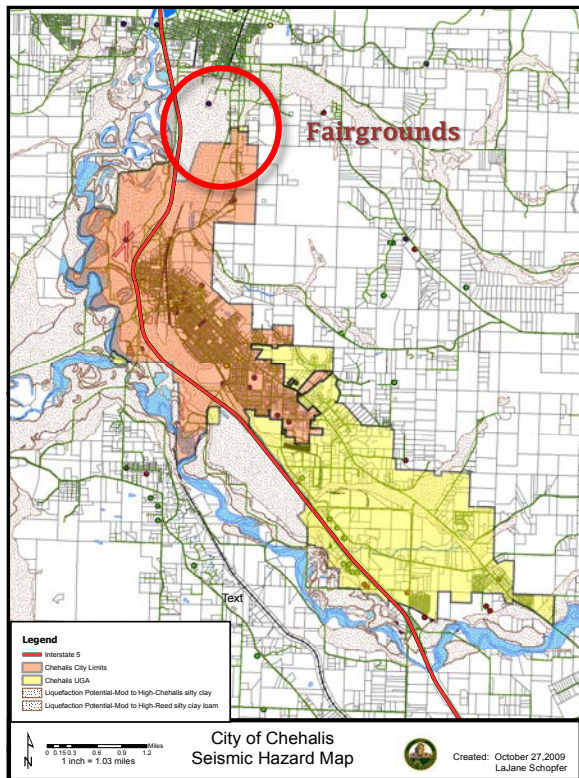 Fairgrounds
Text
Legend
Interstate 5
Chehalis City Limits
Chehalis UGA
Liquefaction Potential-Mod to High-Chehalis silty clay
Liquefaction Potential-Mod to High-Reed silty clay loam
N
0 0.15 0.3 0.6 0.9 1.2
Miles
1 inch = 1.03 miles
City of Chehalis
Seismic Hazard Map
Created: October 27,2009
LaJane Schopfer